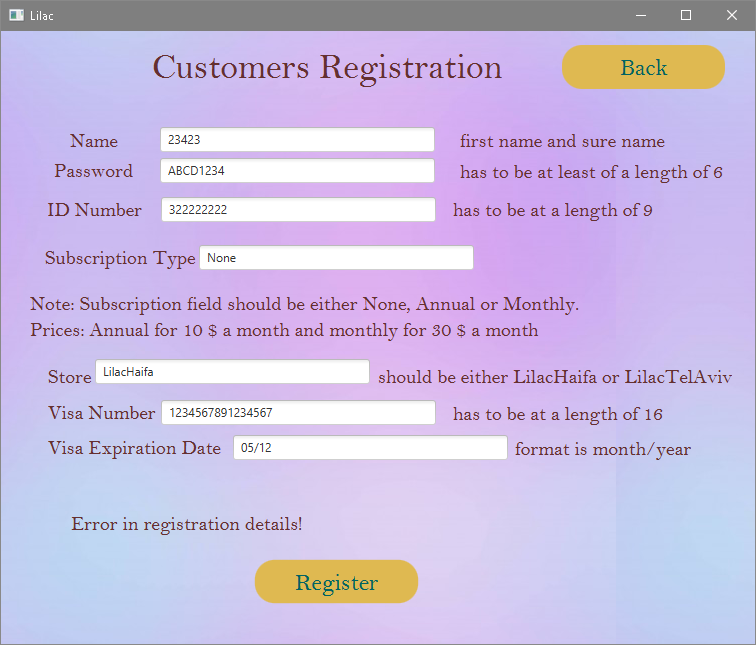 Lilac
Customers Registration
Back
Name 23423 first name and sure name
Password ABCD1234 has to be at least of a length of 6
ID Number 322222222 has to be at a length of 9
Subscription Type None
Note: Subscription field should be either None, Annual or Monthly.
Prices: Annual for 10 $ a month and monthly for 30 $ a month
Store LilacHaifa should be either LilacHaifa or LilacTelAviv
Visa Number 1234567891234567 has to be at a length of 16
Visa Expiration Date 05/12 format is month/year
Error in registration details!
Register